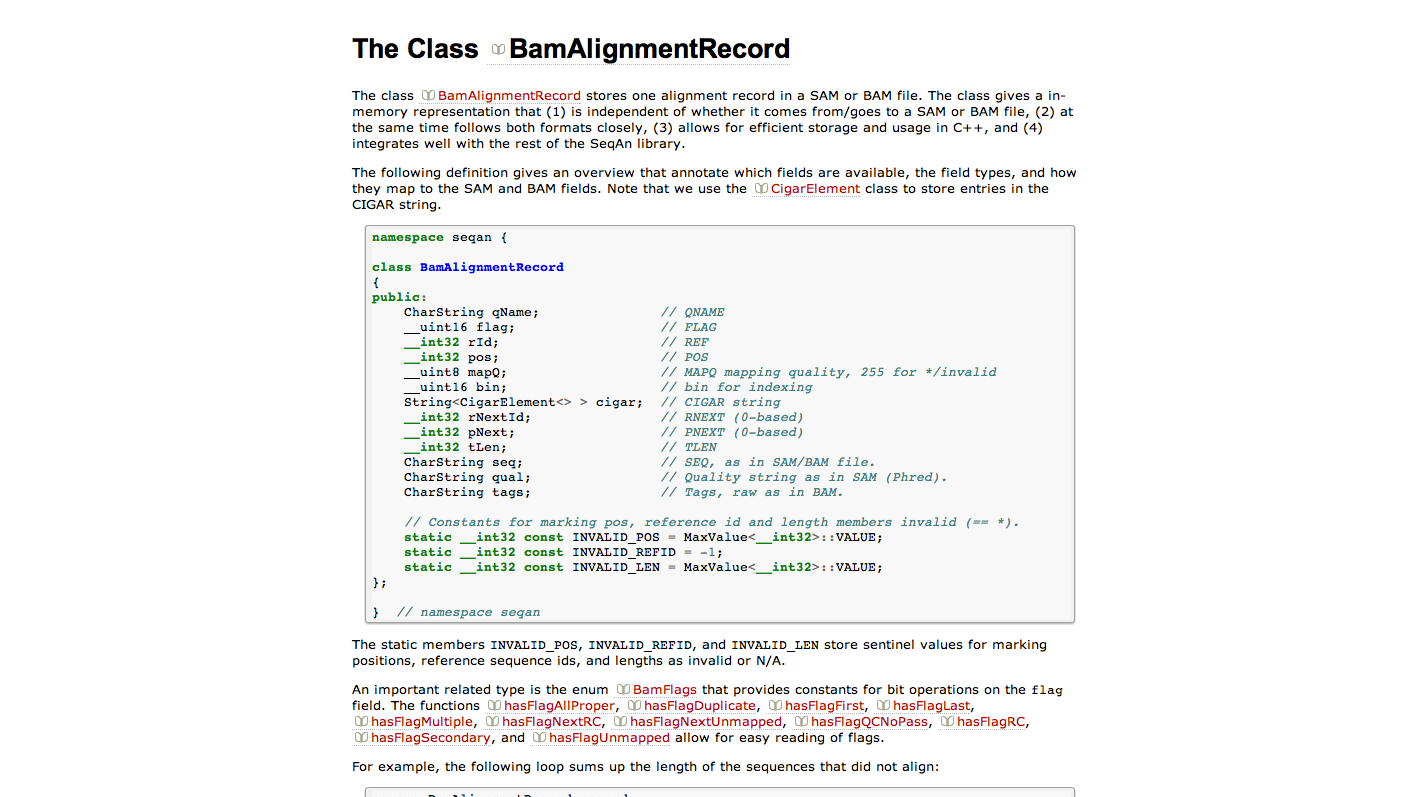 The Class BamAlignmentRecord
The class BamAlignmentRecord stores one alignment record in a SAM or BAM file. The class gives a in-
memory representation that (1) is independent of whether it comes from/goes to a SAM or BAM file, (2) at
the same time follows both formats closely, (3) allows for efficient storage and usage in C++, and (4)
integrates well with the rest of the SeqAn library.
The following definition gives an overview that annotate which fields are available, the field types, and how
they map to the SAM and BAM fields. Note that we use the CigarElement class to store entries in the
CIGAR string.
namespace seqan {
class BamAlignmentRecord
{
public:
CharString qName; // QNAME
__uint16 flag; // FLAG
__int32 rId; // REF
__int32 pos; // POS
__uint8 mapQ; // MAPQ mapping quality, 255 for */invalid
__uint16 bin; // bin for indexing
String<CigarElement<> > cigar; // CIGAR string
__int32 rNextId; // RNEXT (0-based)
__int32 pNext; // PNEXT (0-based)
__int32 tLen; // TLEN
CharString seq; // SEQ, as in SAM/BAM file.
CharString qual; // Quality string as in SAM (Phred).
CharString tags; // Tags, raw as in BAM.
// Constants for marking pos, reference id and length members invalid (== *).
static __int32 const INVALID_POS = MaxValue<__int32>::VALUE;
static __int32 const INVALID_REFID = -1;
static __int32 const INVALID_LEN = MaxValue<__int32>::VALUE;
};
} // namespace seqan
The static members INVALID_POS, INVALID_REFID, and INVALID_LEN store sentinel values for marking
positions, reference sequence ids, and lengths as invalid or N/A.
An important related type is the enum BamFlags that provides constants for bit operations on the flag
field. The functions hasFlagAllProper, hasFlagDuplicate, hasFlagFirst, hasFlagLast,
hasFlagMultiple, hasFlagNextRC, hasFlagNextUnmapped, hasFlagQCNoPass, hasFlagRC,
hasFlagSecondary, and hasFlagUnmapped allow for easy reading of flags.
For example, the following loop sums up the length of the sequences that did not align: